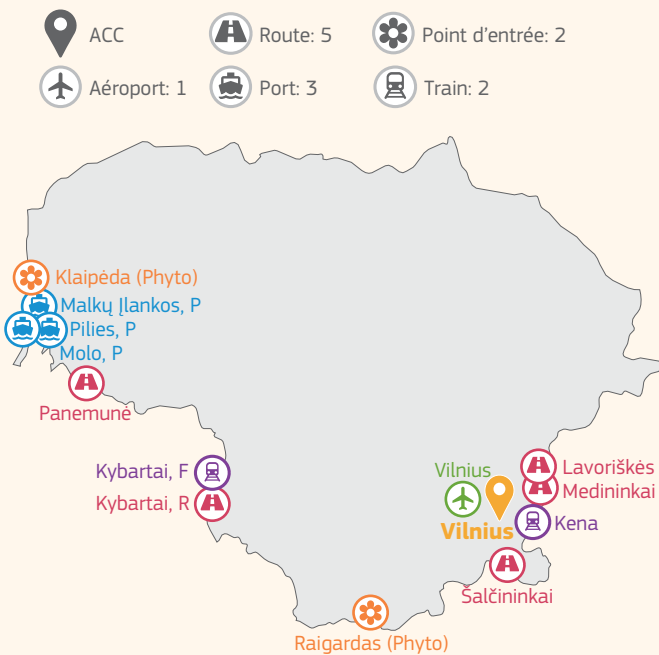 ACC
Route: 5
Point d'entrée: 2
Aéroport: 1
Port: 3
Train: 2
Klaipėda (Phyto)
Malkų Įlankos, P
Pilies, P
Molo, P
Panemunė
Kybartai, F
Kybartai, R
Vilnius
Vilnius
Lavoriškės
Medininkai
Kena
Šalčininkai
Raigardas (Phyto)